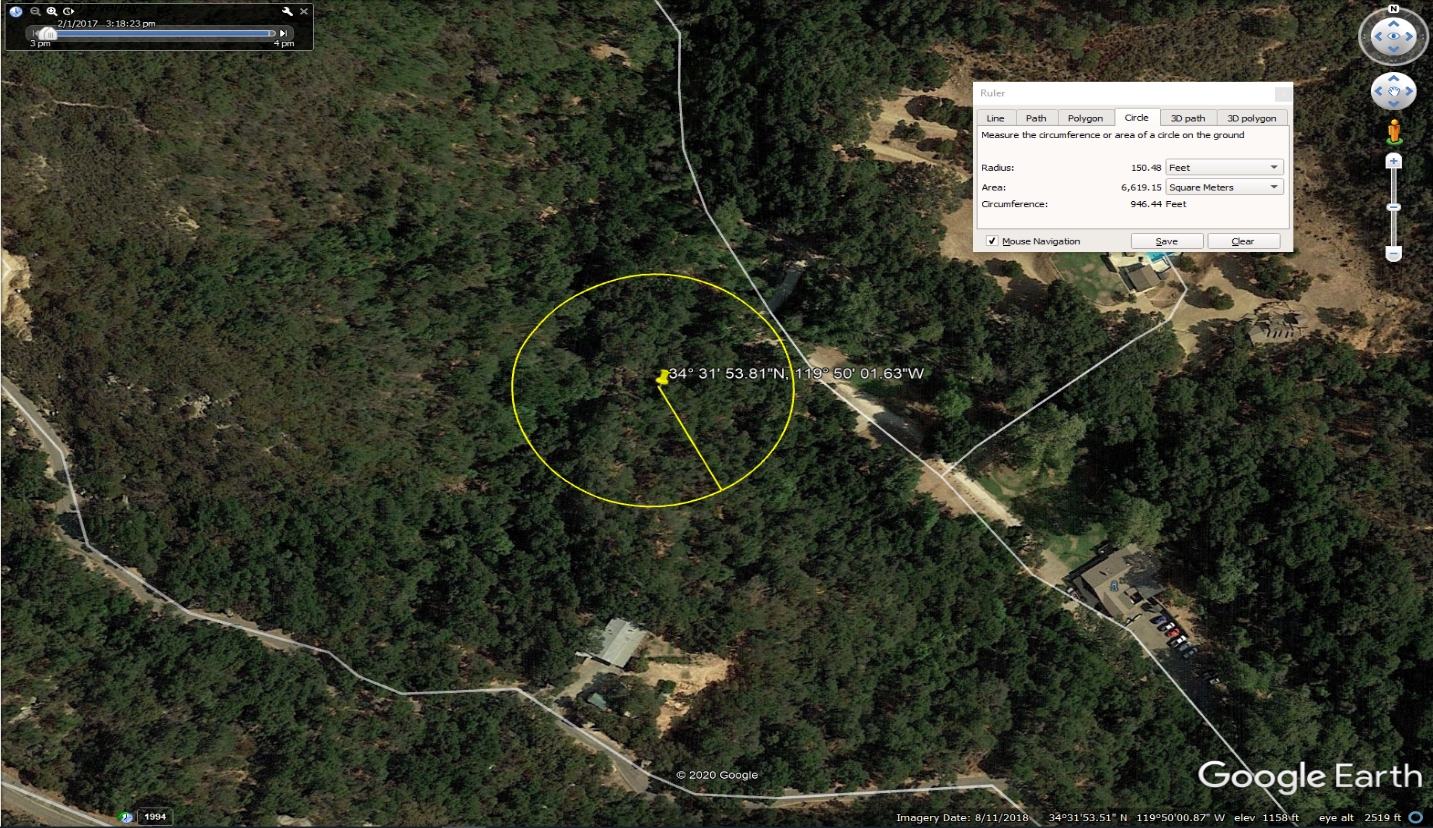 2/1/2017 3:18:23 pm
3 pm 4 pm
N
Ruler
Line Path Polygon Circle 3D path 3D polygon
Measure the circumference or area of a circle on the ground
Radius: 150.48 Feet
Area: 6,619.15 Square Meters
Circumference: 946.44 Feet
Mouse Navigation Save Clear
34° 31' 53.81"N, 119° 50' 01.63"W
© 2020 Google
Google Earth
1994
Imagery Date: 8/11/2018 34°31'53.51" N 119°50'00.87" W elev 1158 ft eye alt 2519 ft